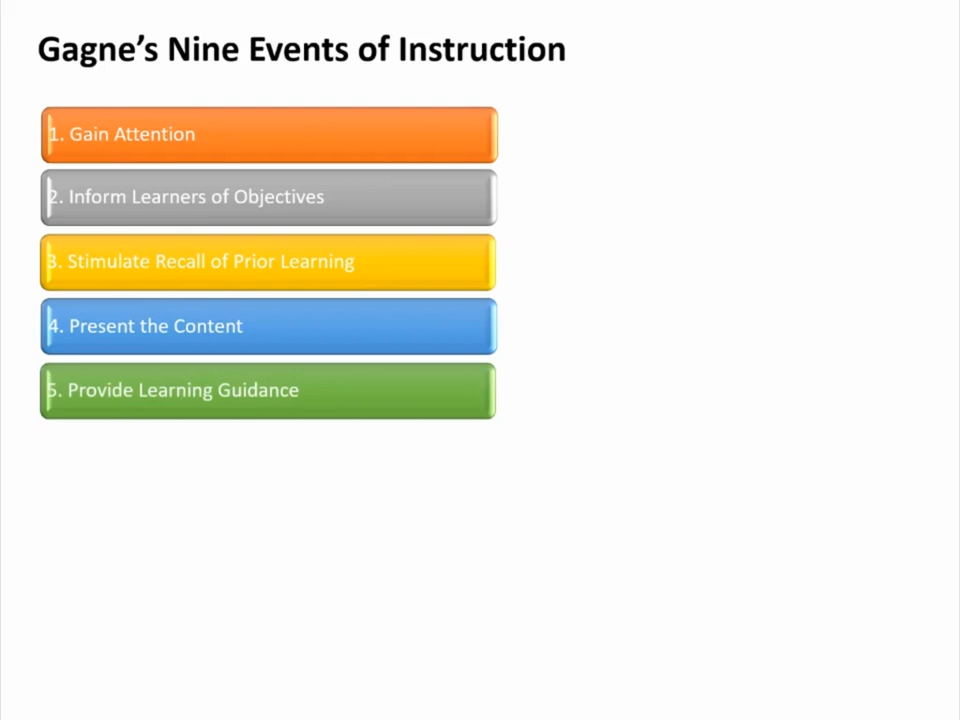 Gagne’s Nine Events of Instruction
1. Gain Attention
2. Inform Learners of Objectives
3. Stimulate Recall of Prior Learning
4. Present the Content
5. Provide Learning Guidance